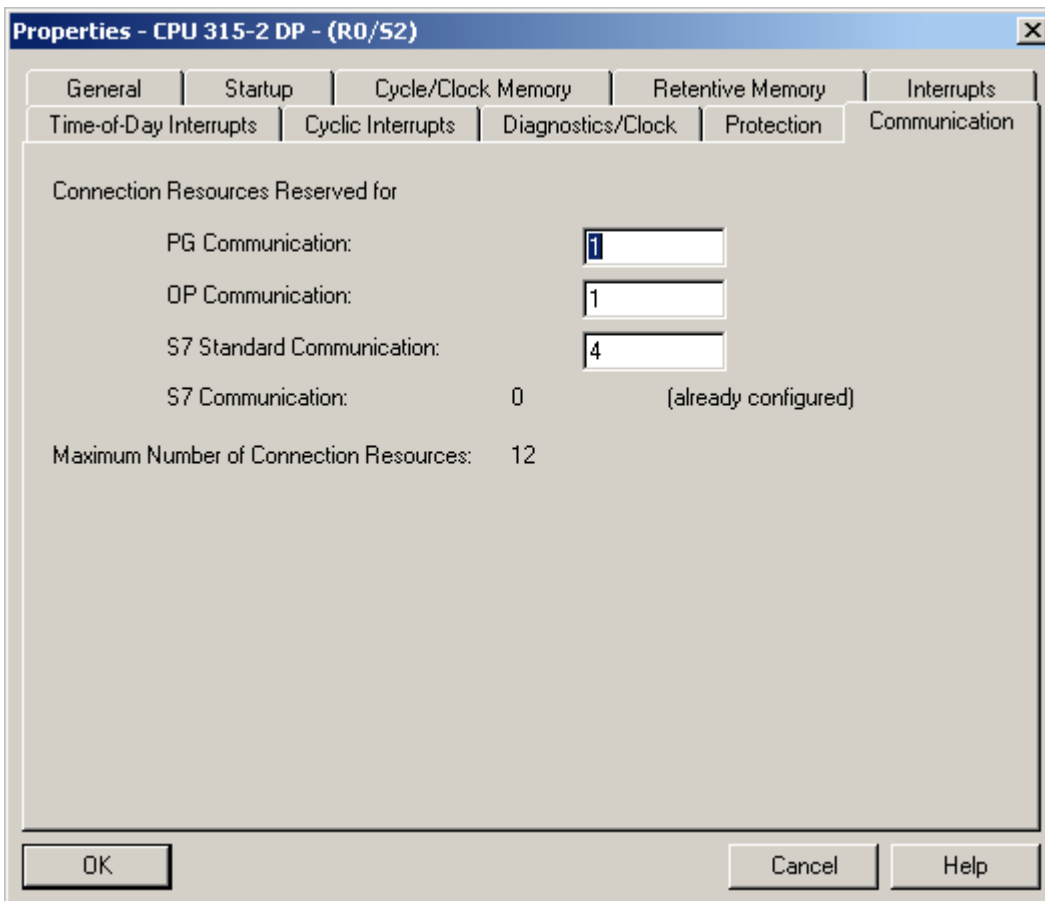 Properties - CPU 315-2 DP - (R0/S2)
General Startup Cycle/Clock Memory Retentive Memory Interrupts
Time-of-Day Interrupts Cyclic Interrupts Diagnostics/Clock Protection Communication
Connection Resources Reserved for
PG Communication: 1
OP Communication: 1
S7 Standard Communication: 4
S7 Communication: 0 (already configured)
Maximum Number of Connection Resources: 12
OK Cancel Help